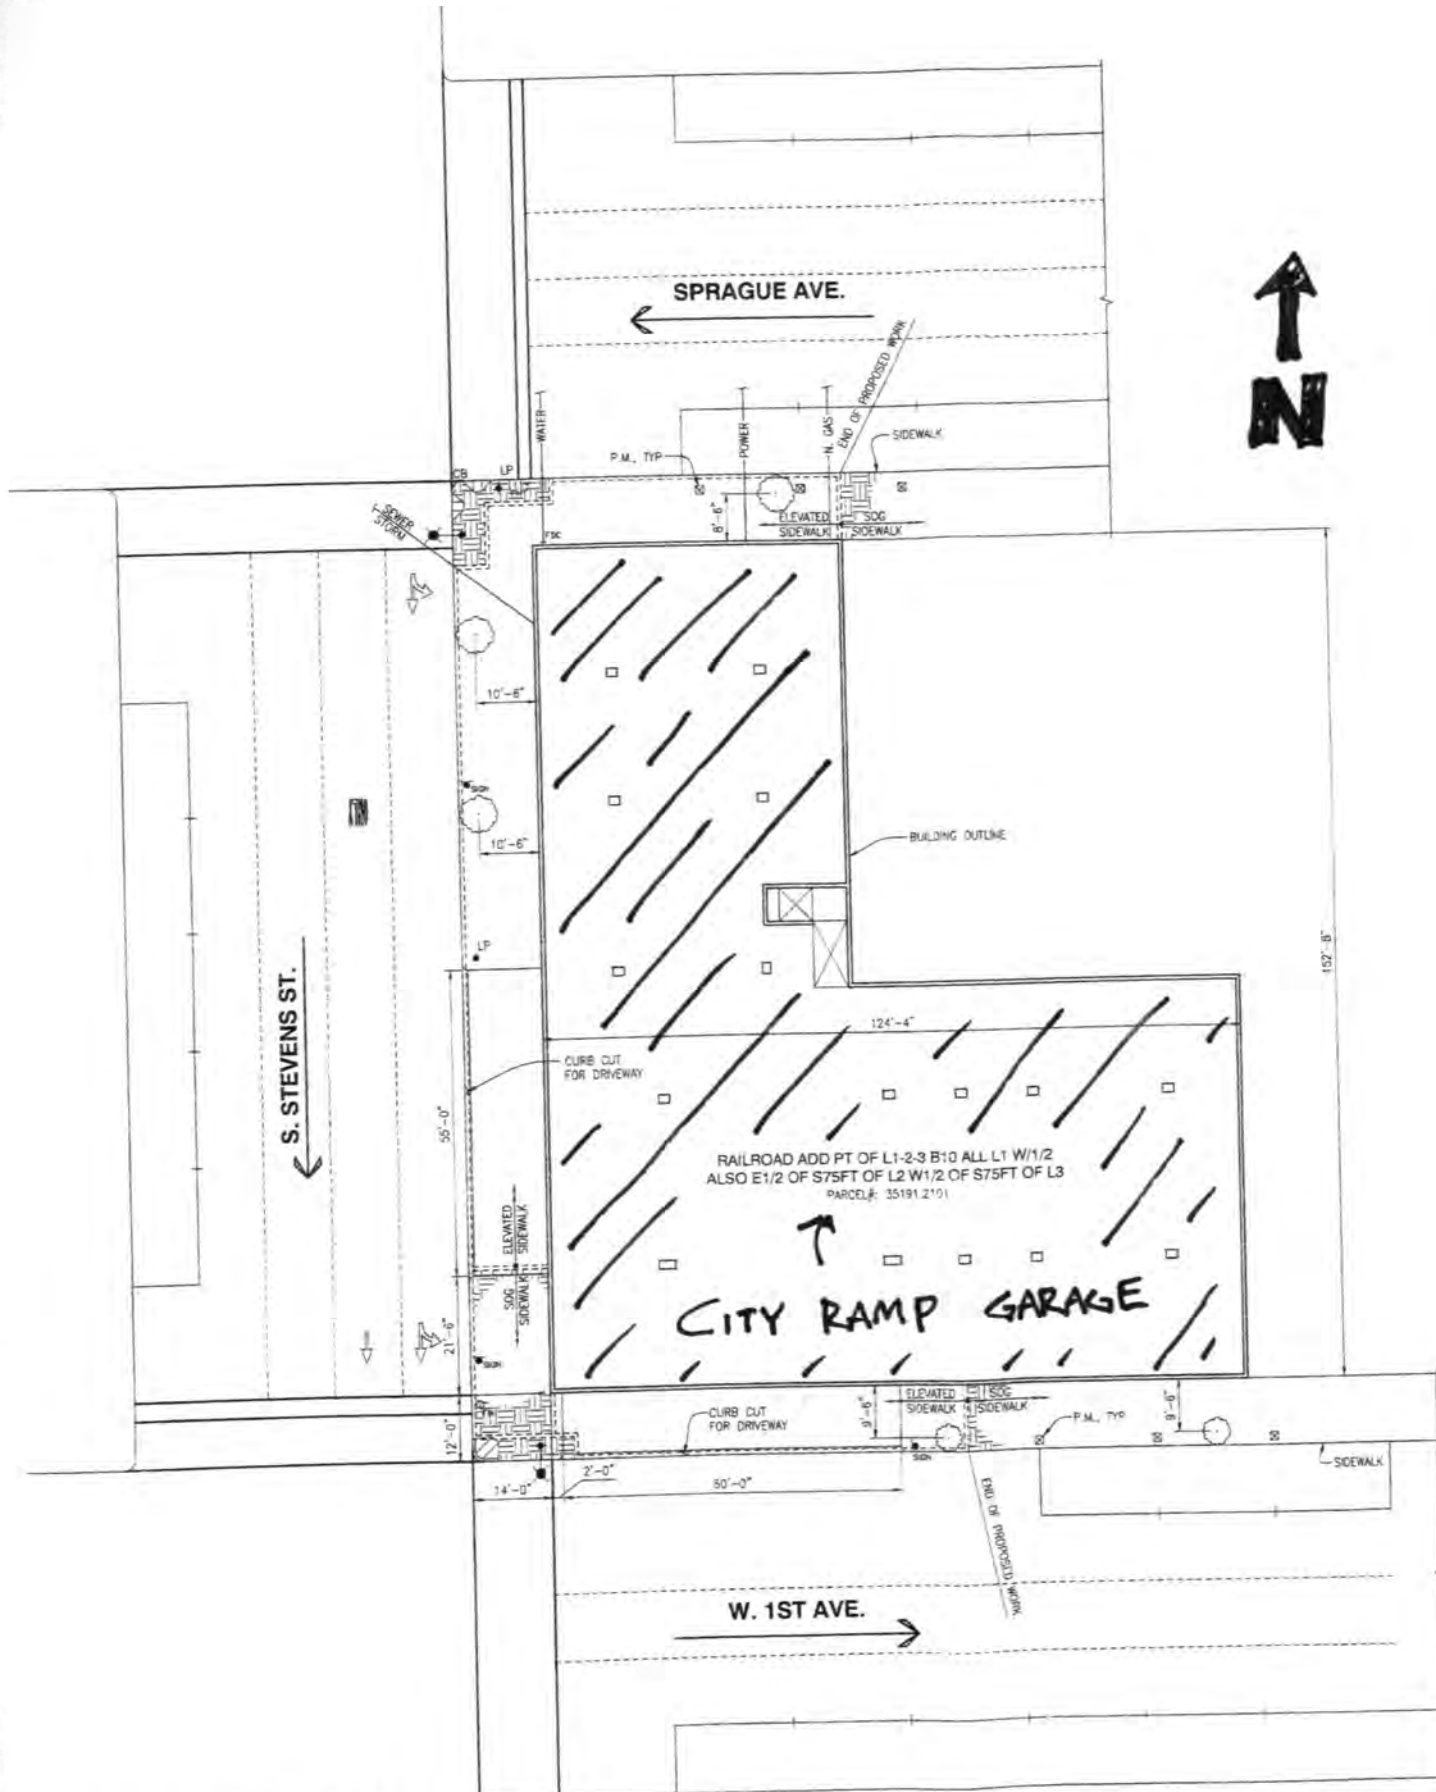 SPRAGUE AVE.
N
WATER
POWER
N. GAS
END OF PROPOSED WORK
SIDEWALK
P.M., TYP
CB
LP
SEWER
STORM
FDC
8'-6"
ELEVATED
SIDEWALK
SOG
SIDEWALK
10'-6"
SIGN
10'-6"
BUILDING OUTLINE
LP
152'-8"
S. STEVENS ST.
124'-4"
CURB CUT
FOR DRIVEWAY
55'-0"
RAILROAD ADD PT OF L1-2-3 B10 ALL L1 W/1/2
ALSO E1/2 OF S75FT OF L2 W1/2 OF S75FT OF L3
PARCEL#: 35191.2101
ELEVATED
SIDEWALK
SOG
SIDEWALK
CITY RAMP GARAGE
21'-6"
SIGN
12'-0"
CURB CUT
FOR DRIVEWAY
9'-6"
ELEVATED
SIDEWALK
SOG
SIDEWALK
P.M., TYP
9'-6"
SIGN
SIDEWALK
14'-0"
2'-0"
END OF PROPOSED WORK
W. 1ST AVE.